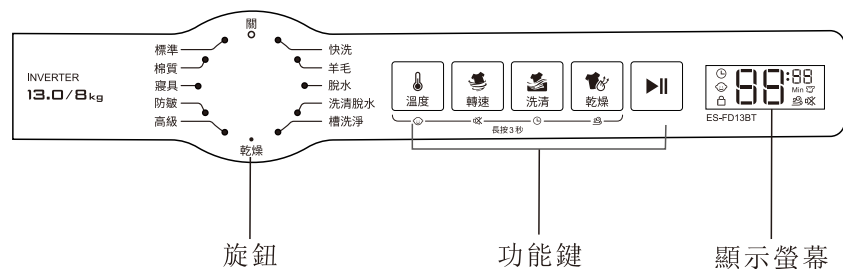 關
標準
棉質
寢具
防皺
高級
快洗
羊毛
脫水
洗清脫水
槽洗淨
乾燥
INVERTER
13.0/8kg
溫度
轉速
洗清
乾燥
長按3秒
88:88
Min
ES-FD13BT
旋鈕
功能鍵
顯示螢幕